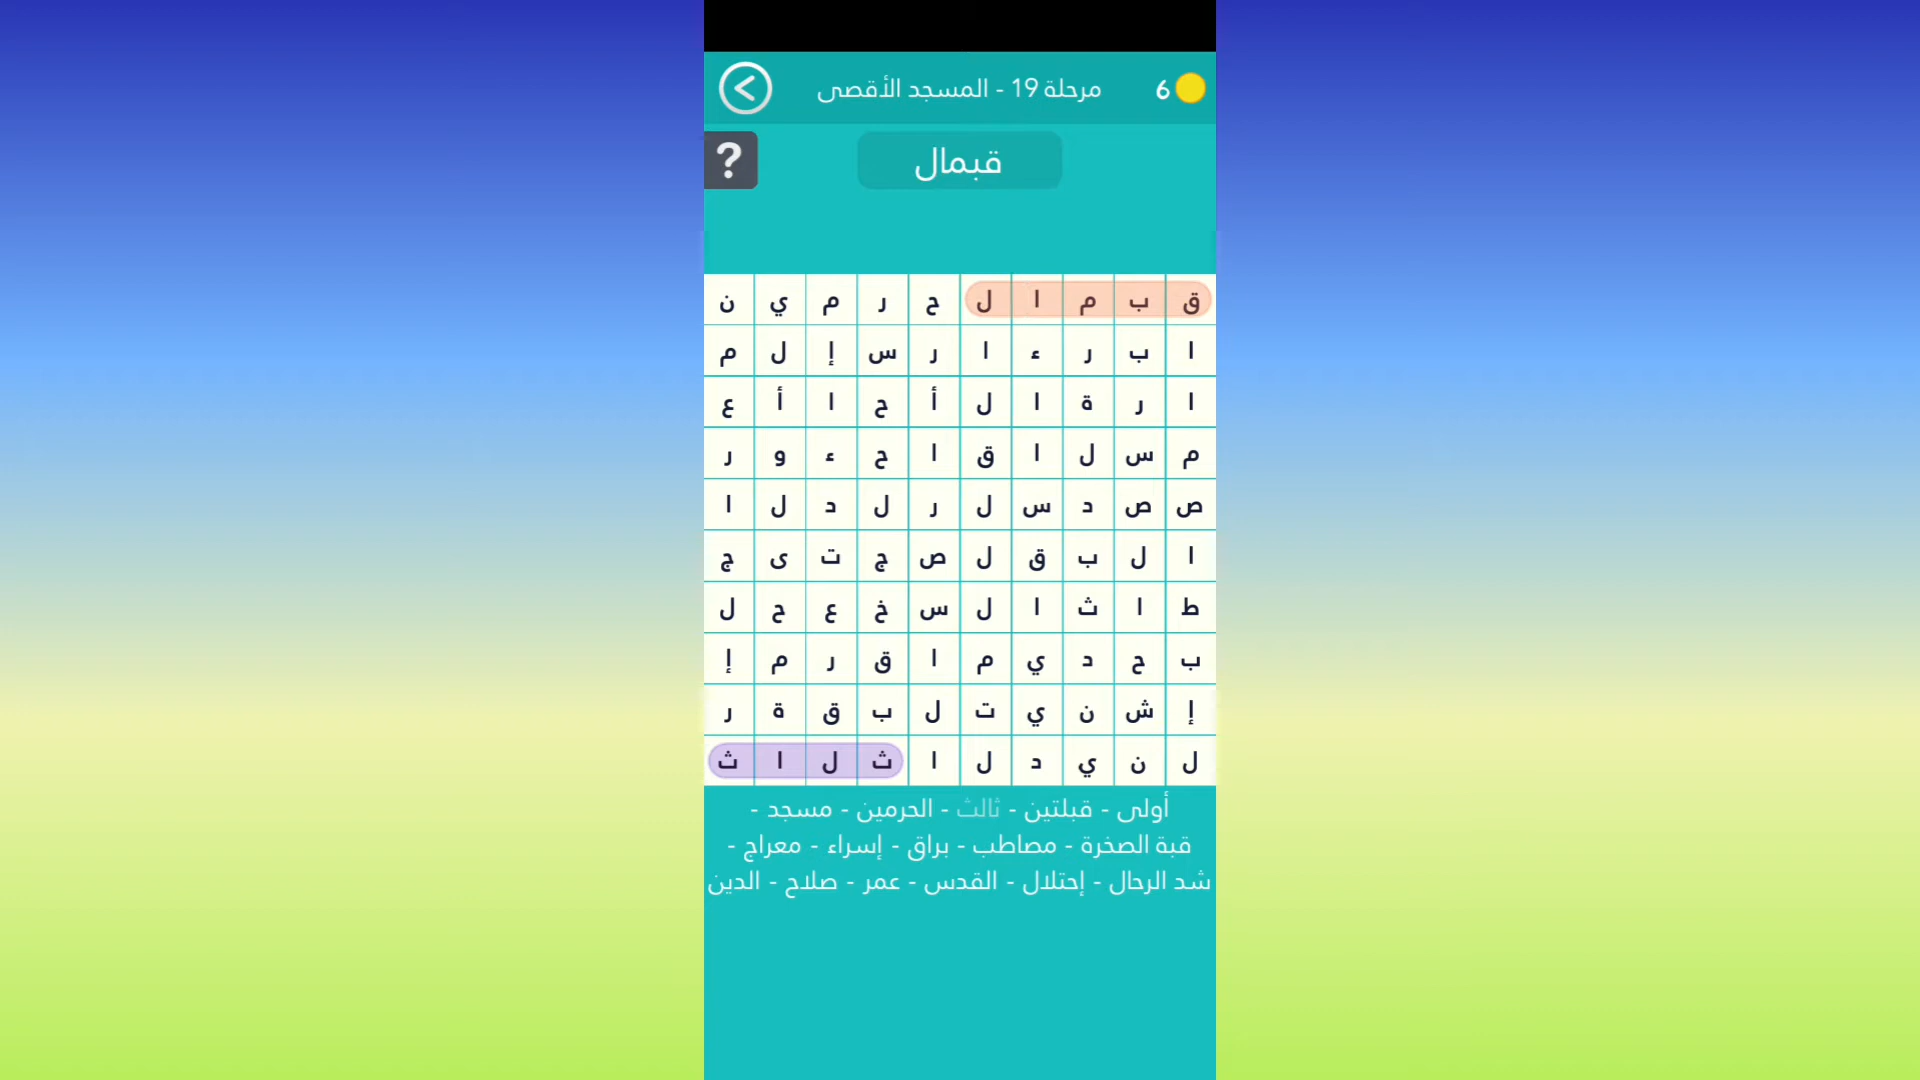 مرحلة 19 - المسجد الأقصى
6
?
قبمال
ق ب م ا ل ح ر م ي ن
ا ب ر ء ا ر س إ ل م
ا ر ة ا ل أ ح ا أ ع
م س ل ا ق ا ح ء و ر
ص ص د س ل ر ل د ل ا
ا ل ب ق ل ص ج ت ى ج
ط ا ث ا ل س خ ع ح ل
ب ح د ي م ا ق ر م إ
إ ش ن ي ت ل ب ق ة ر
ل ن ي د ل ا ث ل ا ث
أولى - قبلتين - ثالث - الحرمين - مسجد -
قبة الصخرة - مصاطب - براق - إسراء - معراج -
شد الرحال - إحتلال - القدس - عمر - صلاح - الدين